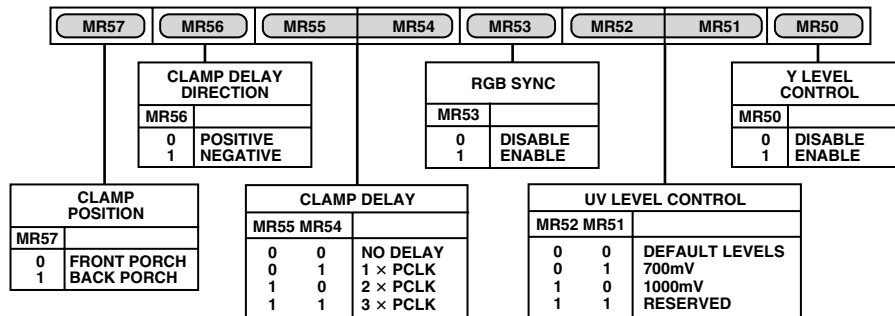 MR57 MR56 MR55 MR54 MR53 MR52 MR51 MR50
CLAMP DELAY
DIRECTION
MR56
0 POSITIVE
1 NEGATIVE
RGB SYNC
MR53
0 DISABLE
1 ENABLE
Y LEVEL
CONTROL
MR50
0 DISABLE
1 ENABLE
CLAMP
POSITION
MR57
0 FRONT PORCH
1 BACK PORCH
CLAMP DELAY
MR55 MR54
0 0 NO DELAY
0 1 1 × PCLK
1 0 2 × PCLK
1 1 3 × PCLK
UV LEVEL CONTROL
MR52 MR51
0 0 DEFAULT LEVELS
0 1 700mV
1 0 1000mV
1 1 RESERVED